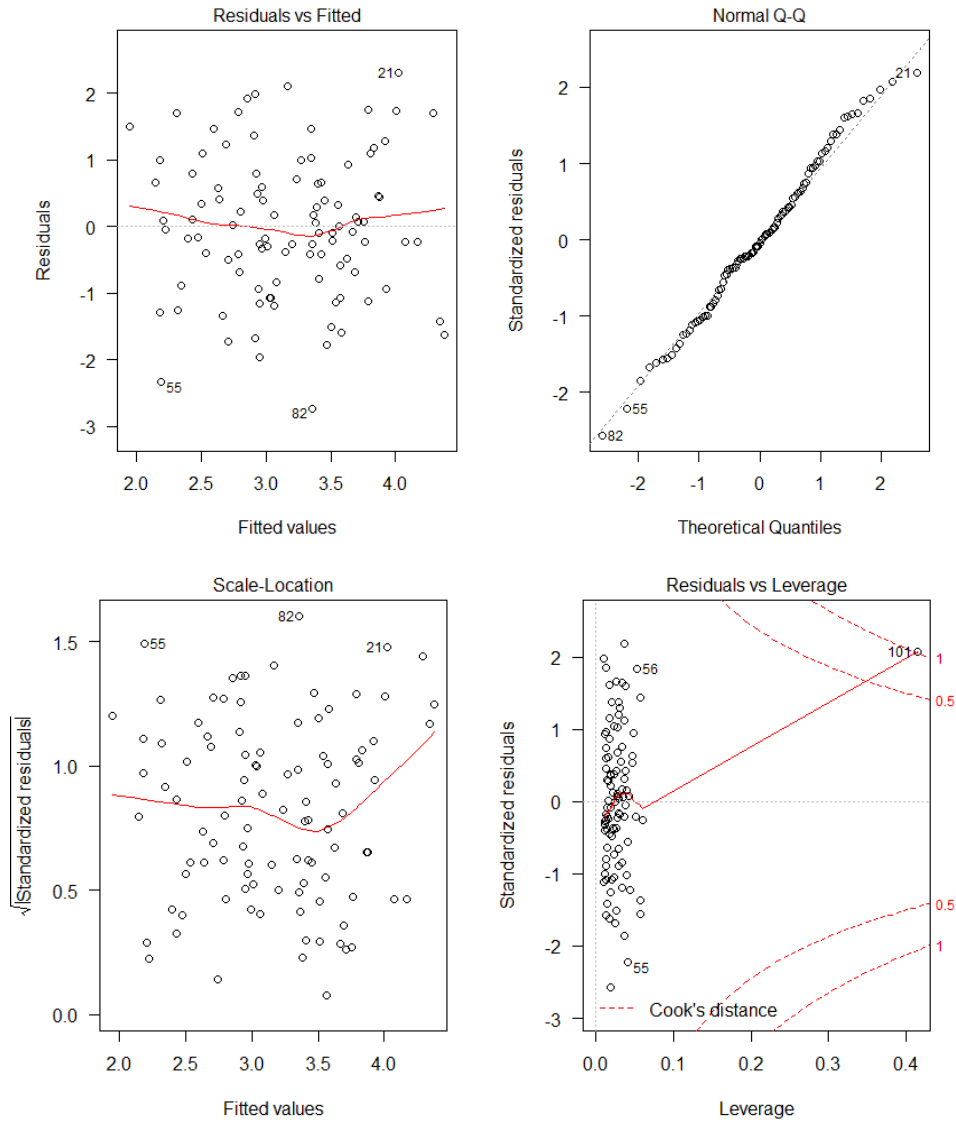 Residuals vs Fitted
Residuals
2
1
0
-1
-2
-3
21
55
82
2.0 2.5 3.0 3.5 4.0
Fitted values
Normal Q-Q
Standardized residuals
2
1
0
-1
-2
21
55
82
-2 -1 0 1 2
Theoretical Quantiles
Scale-Location
√|Standardized residuals|
1.5
1.0
0.5
0.0
55
82
21
2.0 2.5 3.0 3.5 4.0
Fitted values
Residuals vs Leverage
Standardized residuals
2
1
0
-1
-2
-3
101
56
55
1
0.5
0.5
1
Cook's distance
0.0 0.1 0.2 0.3 0.4
Leverage